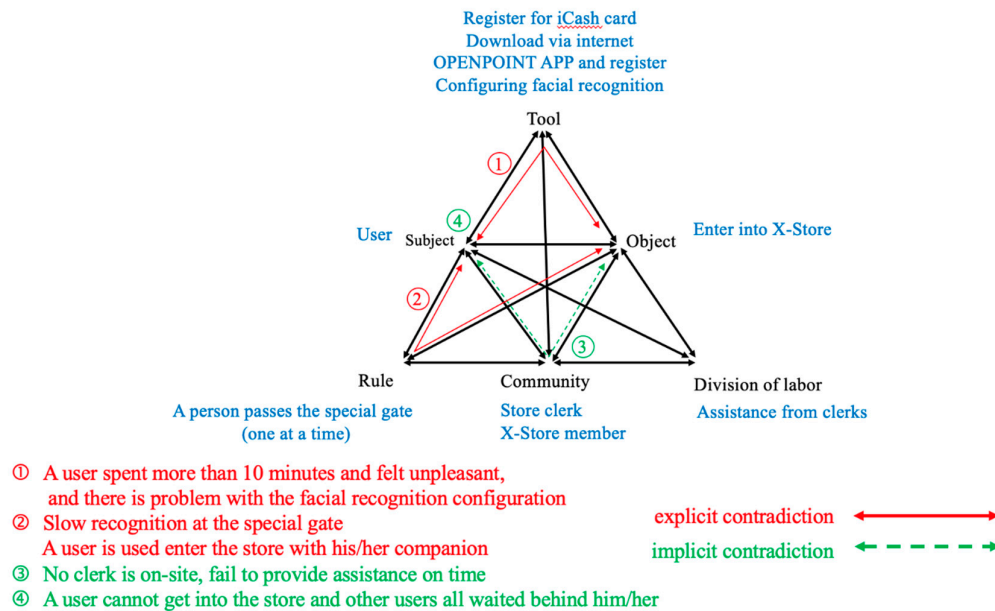 Register for iCash card
Download via internet
OPENPOINT APP and register
Configuring facial recognition
Tool
①
④
User
Subject
Object
Enter into X-Store
②
③
Rule
Community
Division of labor
A person passes the special gate
(one at a time)
Store clerk
X-Store member
Assistance from clerks
① A user spent more than 10 minutes and felt unpleasant,
and there is problem with the facial recognition configuration
② Slow recognition at the special gate
A user is used enter the store with his/her companion
③ No clerk is on-site, fail to provide assistance on time
④ A user cannot get into the store and other users all waited behind him/her
explicit contradiction
implicit contradiction